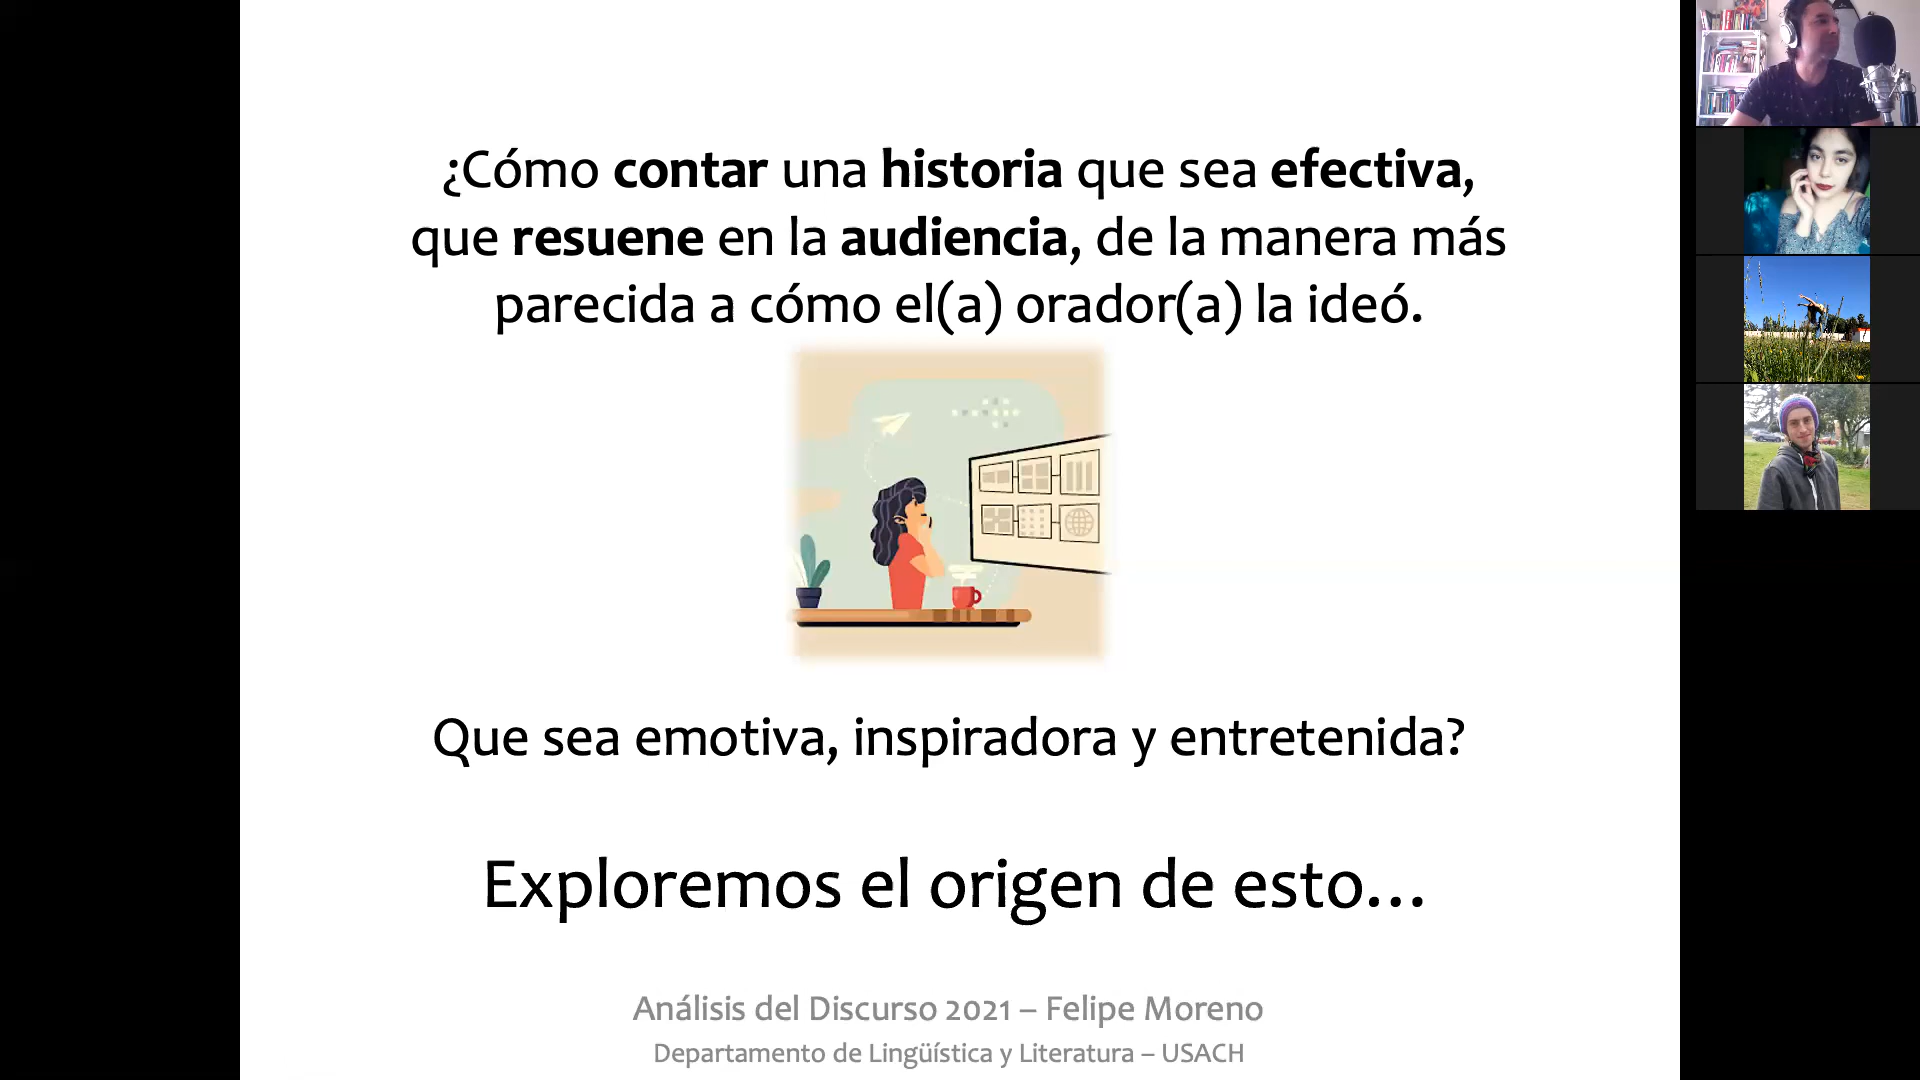 ¿Cómo contar una historia que sea efectiva,
que resuene en la audiencia, de la manera más
parecida a cómo el(a) orador(a) la ideó.
Que sea emotiva, inspiradora y entretenida?
Exploremos el origen de esto...
Análisis del Discurso 2021 – Felipe Moreno
Departamento de Lingüística y Literatura – USACH